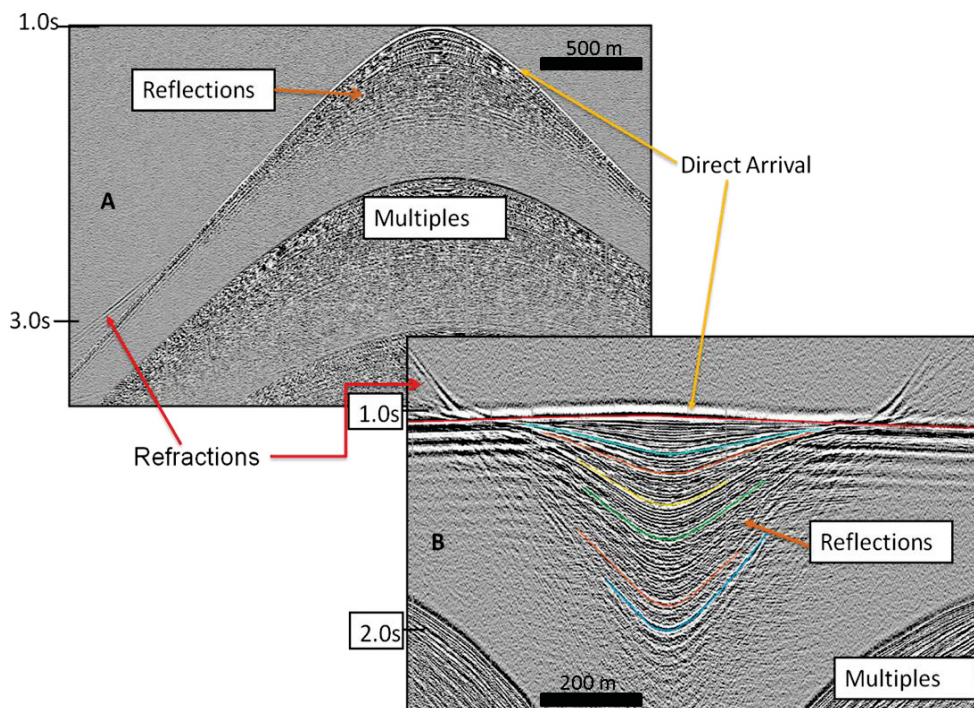 1.0s
500 m
Reflections
Direct Arrival
A
Multiples
3.0s
1.0s
Refractions
B
Reflections
2.0s
Multiples
200 m